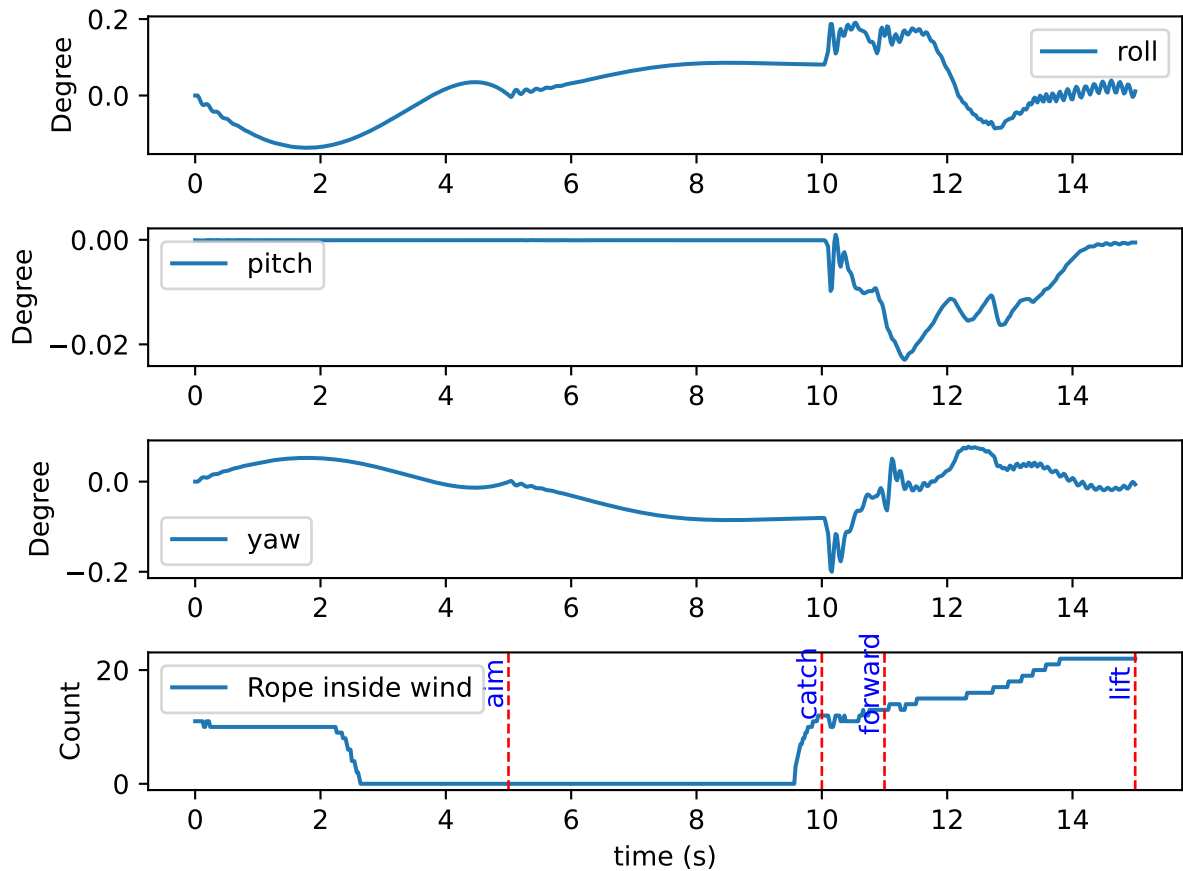 Degree
0.2
0.0
roll
0 2 4 6 8 10 12 14
Degree
0.00
−0.02
pitch
0 2 4 6 8 10 12 14
Degree
0.0
−0.2
yaw
0 2 4 6 8 10 12 14
Count
20
0
Rope inside wind
aim
catch
forward
lift
0 2 4 6 8 10 12 14
time (s)